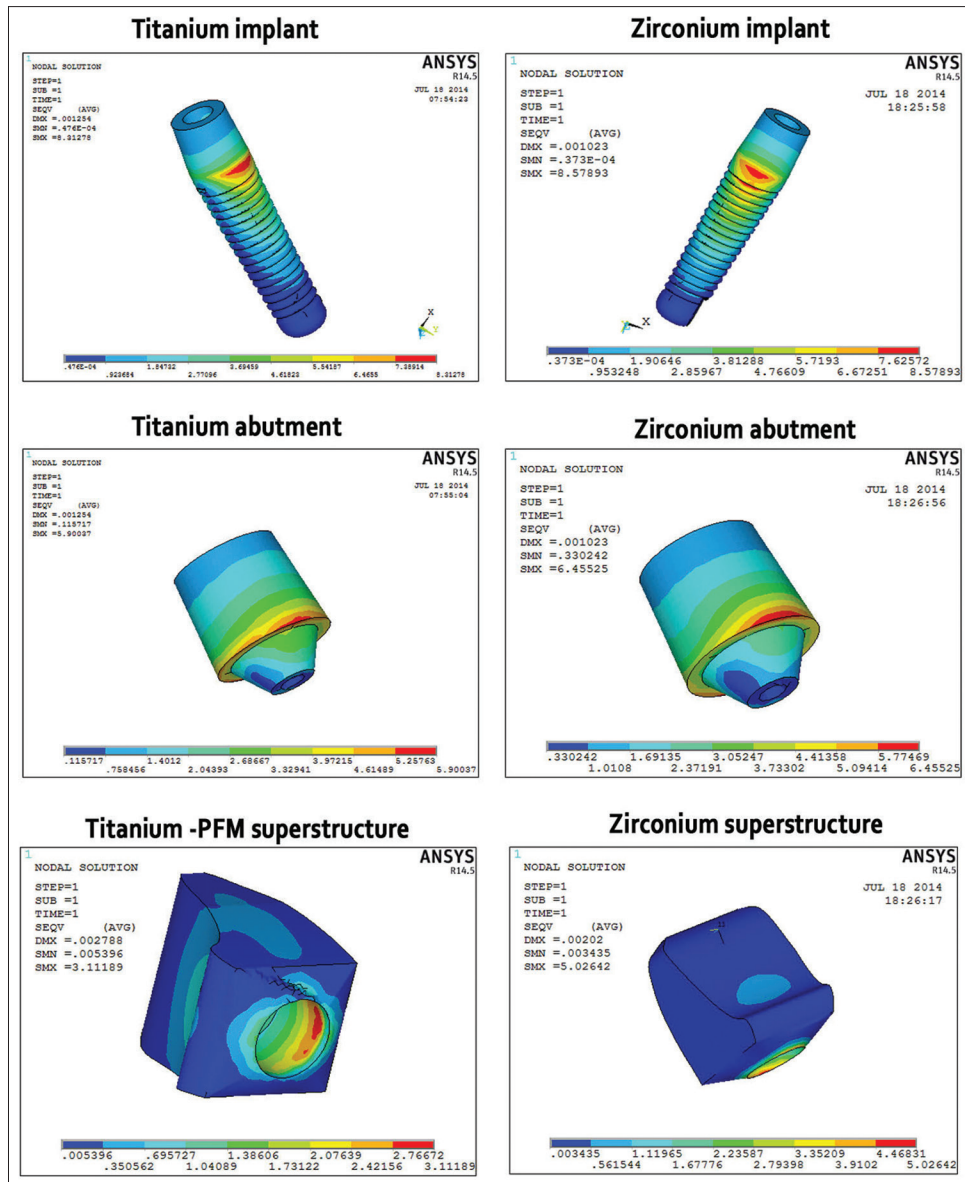 Titanium implant
1
NODAL SOLUTION
STEP=1
SUB =1
TIME=1
SEQV (AVG)
DMX =.001254
SMN =.476E-04
SMX =8.31278
ANSYS
R14.5
JUL 18 2014
07:54:23
X
Y
.476E-04 1.84732 3.69459 5.54187 7.38914
.923684 2.77096 4.61823 6.4655 8.31278
Zirconium implant
1
NODAL SOLUTION
STEP=1
SUB =1
TIME=1
SEQV (AVG)
DMX =.001023
SMN =.373E-04
SMX =8.57893
ANSYS
R14.5
JUL 18 2014
18:25:58
X
.373E-04 1.90646 3.81288 5.7193 7.62572
.953248 2.85967 4.76609 6.67251 8.57893
Titanium abutment
1
NODAL SOLUTION
STEP=1
SUB =1
TIME=1
SEQV (AVG)
DMX =.001254
SMN =.115717
SMX =5.90037
ANSYS
R14.5
JUL 18 2014
07:55:04
.115717 1.4012 2.68667 3.97215 5.25763
.758456 2.04393 3.32941 4.61489 5.90037
Zirconium abutment
1
NODAL SOLUTION
STEP=1
SUB =1
TIME=1
SEQV (AVG)
DMX =.001023
SMN =.330242
SMX =6.45525
ANSYS
R14.5
JUL 18 2014
18:26:56
.330242 1.69135 3.05247 4.41358 5.77469
1.0108 2.37191 3.73302 5.09414 6.45525
Titanium -PFM superstructure
1
NODAL SOLUTION
STEP=1
SUB =1
TIME=1
SEQV (AVG)
DMX =.002788
SMN =.005396
SMX =3.11189
ANSYS
R14.5
.005396 .695727 1.38606 2.07639 2.76672
.350562 1.04089 1.73122 2.42156 3.11189
Zirconium superstructure
1
NODAL SOLUTION
STEP=1
SUB =1
TIME=1
SEQV (AVG)
DMX =.00202
SMN =.003435
SMX =5.02642
ANSYS
R14.5
JUL 18 2014
18:26:17
.003435 1.11965 2.23587 3.35209 4.46831
.561544 1.67776 2.79398 3.9102 5.02642